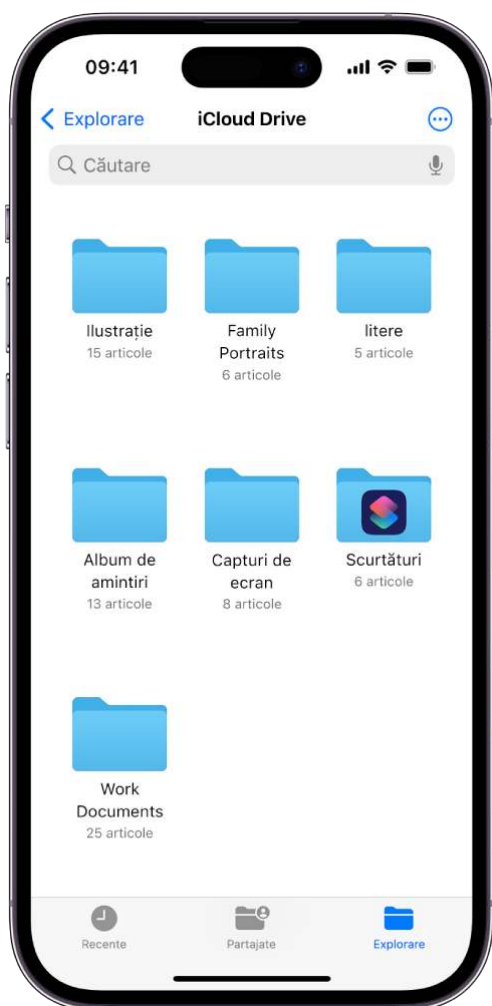 09:41
Explorare
iCloud Drive
Căutare
Ilustrație
15 articole
Family
Portraits
6 articole
litere
5 articole
Album de
amintiri
13 articole
Capturi de
ecran
8 articole
Scurtături
6 articole
Work
Documents
25 articole
Recente
Partajate
Explorare